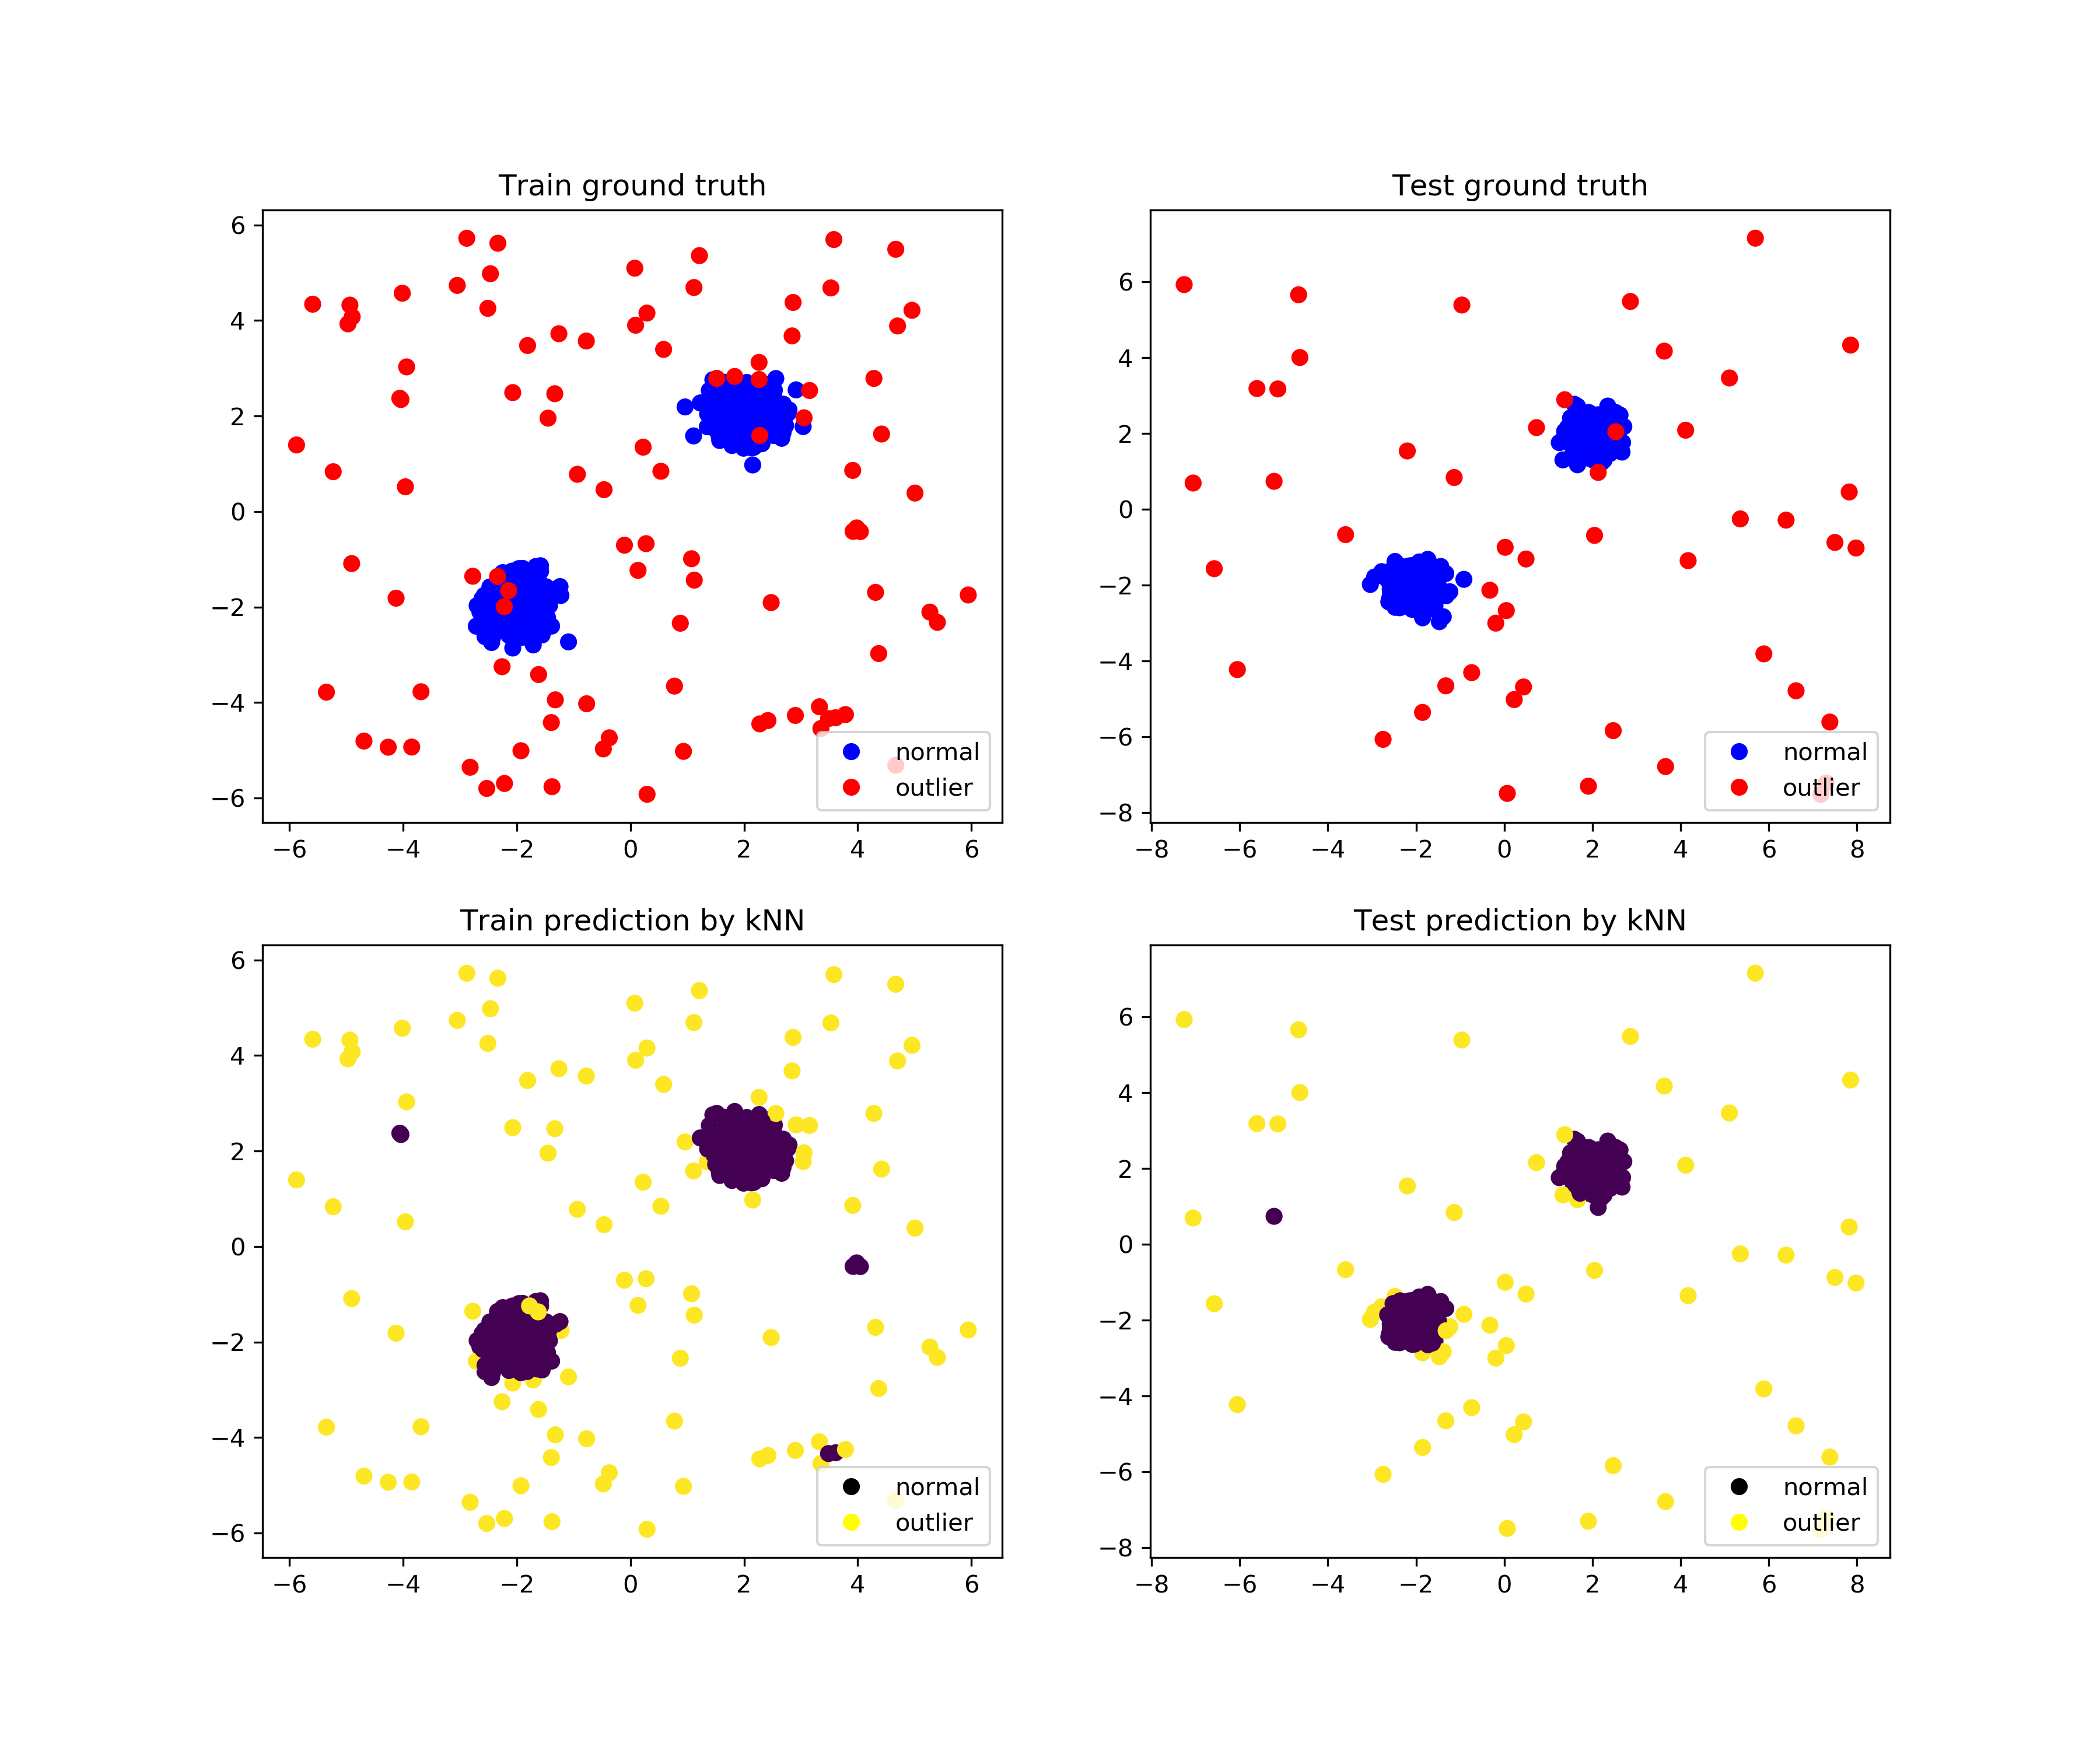 Train ground truth
6
4
2
0
−2
−4
−6
−6 −4 −2 0 2 4 6
normal
outlier
Test ground truth
6
4
2
0
−2
−4
−6
−8
−8 −6 −4 −2 0 2 4 6 8
normal
outlier
Train prediction by kNN
6
4
2
0
−2
−4
−6
−6 −4 −2 0 2 4 6
normal
outlier
Test prediction by kNN
6
4
2
0
−2
−4
−6
−8
−8 −6 −4 −2 0 2 4 6 8
normal
outlier